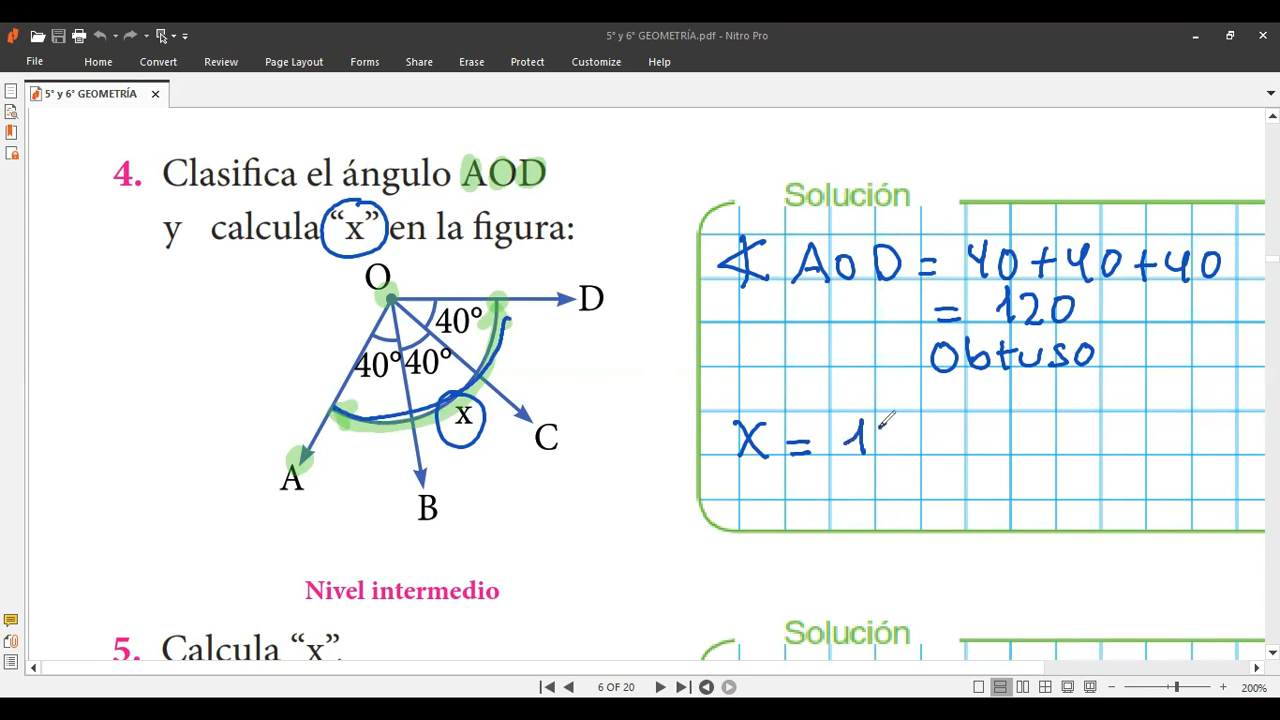 5° y 6° GEOMETRÍA.pdf - Nitro Pro
File Home Convert Review Page Layout Forms Share Erase Protect Customize Help
5° y 6° GEOMETRÍA
4. Clasifica el ángulo AOD
y calcula “x” en la figura:
O
D
40°
40° 40°
x
C
A
B
Solución
∢ AOD = 40 + 40 + 40
= 120
Obtuso
X = 1
Nivel intermedio
5. Calcula “x”.
Solución
6 OF 20
200%